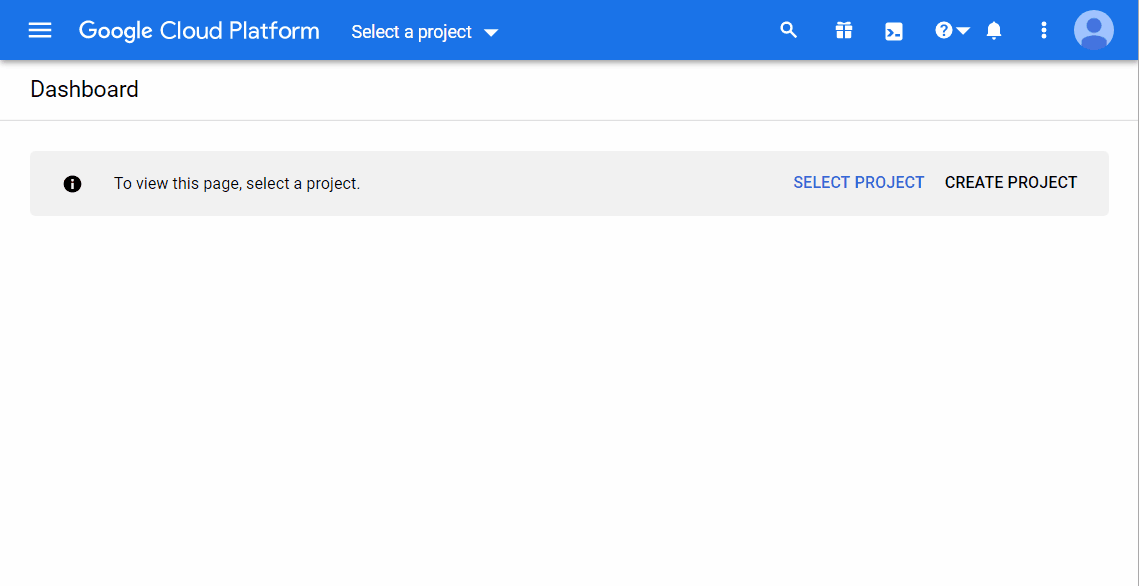 Google Cloud Platform Select a project
Dashboard
To view this page, select a project. SELECT PROJECT CREATE PROJECT